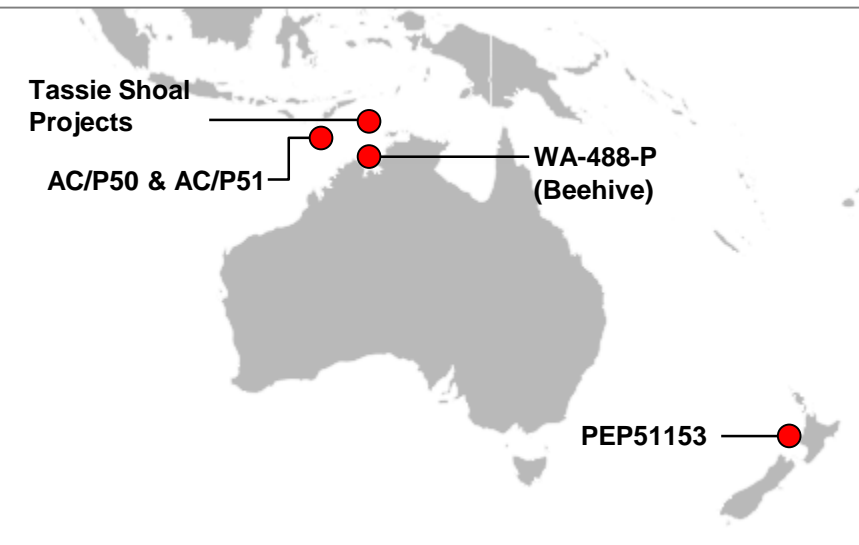 Tassie Shoal
Projects
AC/P50 & AC/P51
WA-488-P
(Beehive)
PEP51153